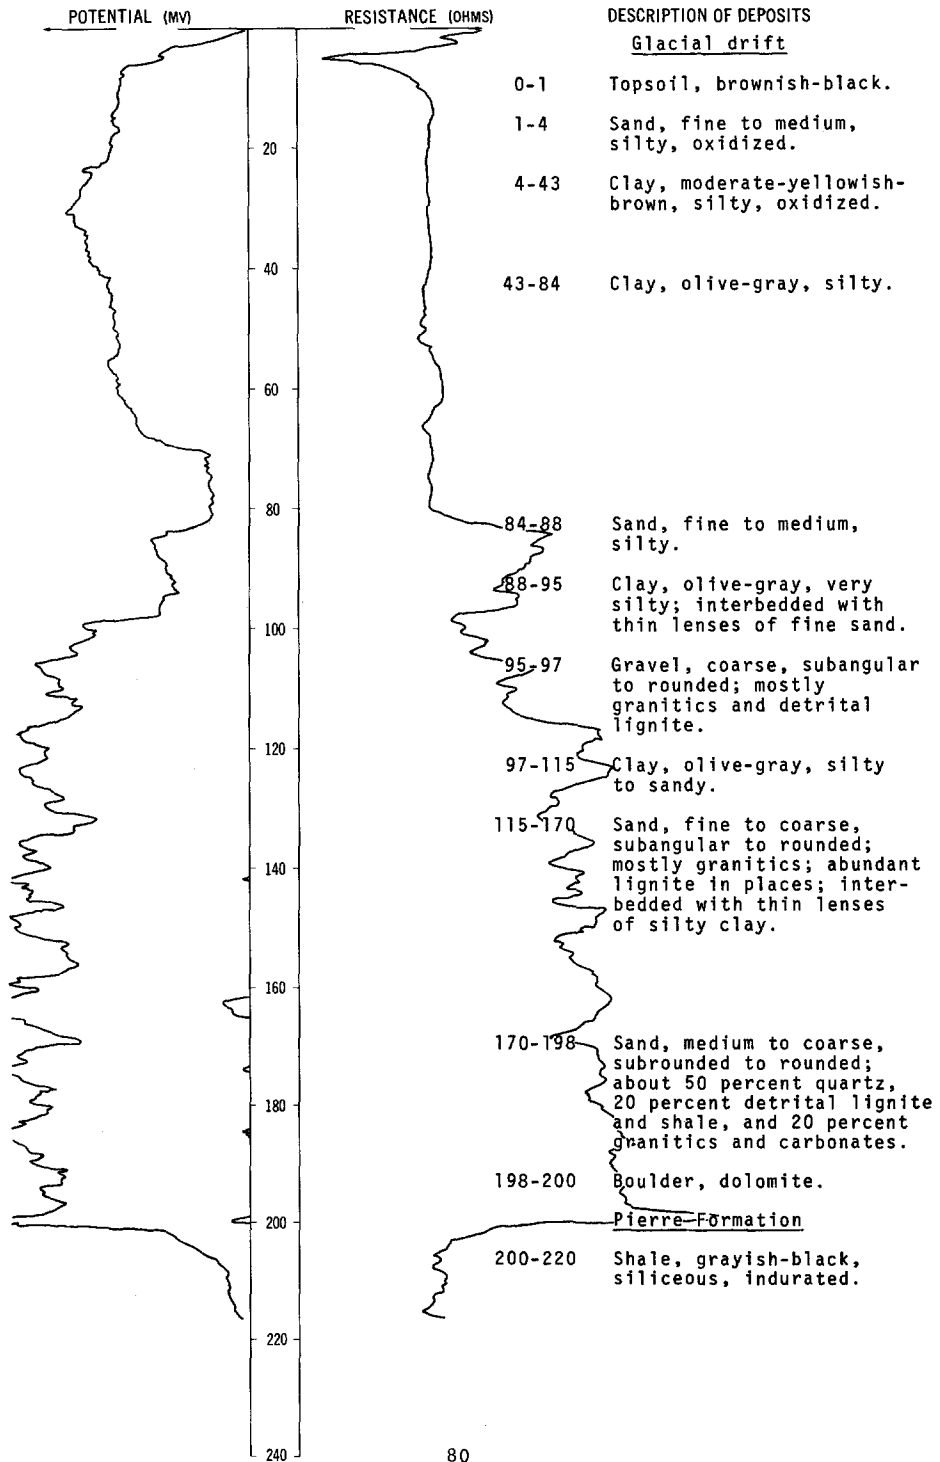 POTENTIAL (MV) RESISTANCE (OHMS) DESCRIPTION OF DEPOSITS
Glacial drift
0-1 Topsoil, brownish-black.
1-4 Sand, fine to medium,
silty, oxidized.
20
4-43 Clay, moderate-yellowish-
brown, silty, oxidized.
40
43-84 Clay, olive-gray, silty.
60
80
84-88 Sand, fine to medium,
silty.
88-95 Clay, olive-gray, very
silty; interbedded with
thin lenses of fine sand.
100
95-97 Gravel, coarse, subangular
to rounded; mostly
granitics and detrital
lignite.
120
97-115 Clay, olive-gray, silty
to sandy.
115-170 Sand, fine to coarse,
subangular to rounded;
mostly granitics; abundant
140
lignite in places; inter-
bedded with thin lenses
of silty clay.
160
170-198 Sand, medium to coarse,
subrounded to rounded;
about 50 percent quartz,
180
20 percent detrital lignite
and shale, and 20 percent
granitics and carbonates.
198-200 Boulder, dolomite.
200
Pierre Formation
200-220 Shale, grayish-black,
siliceous, indurated.
220
240
80